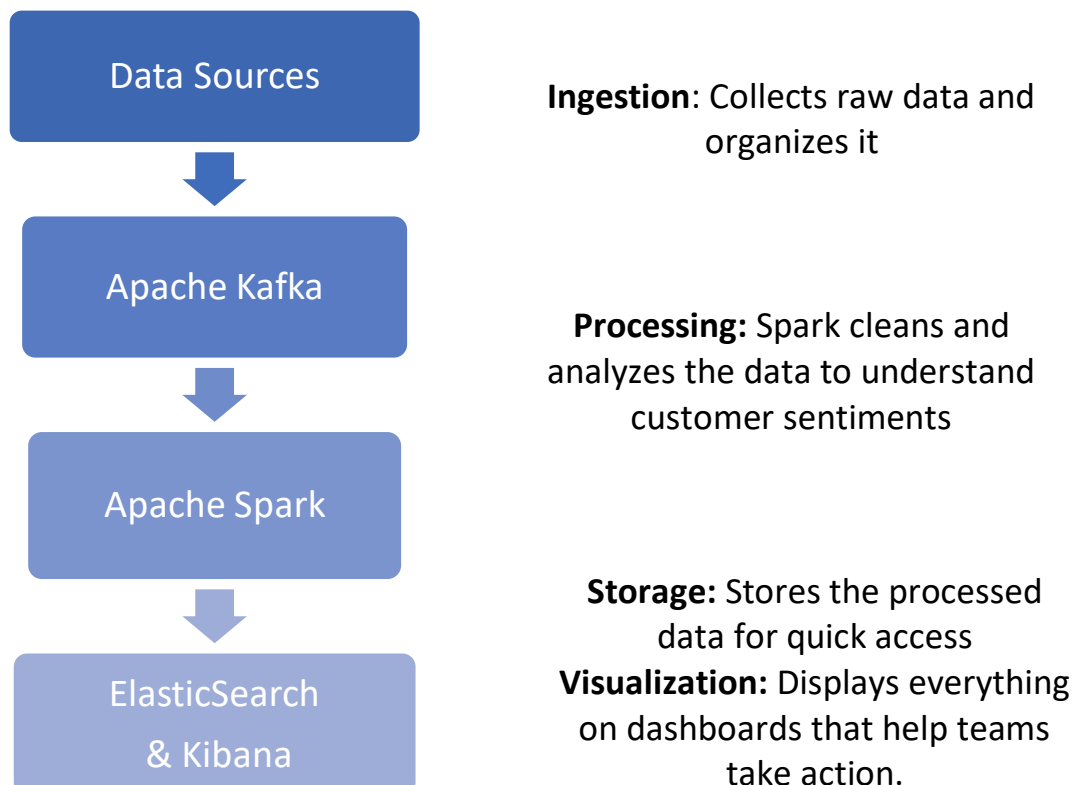 Data Sources
Ingestion: Collects raw data and
organizes it
Apache Kafka
Processing: Spark cleans and
analyzes the data to understand
customer sentiments
Apache Spark
Storage: Stores the processed
data for quick access
ElasticSearch
& Kibana
Visualization: Displays everything
on dashboards that help teams
take action.